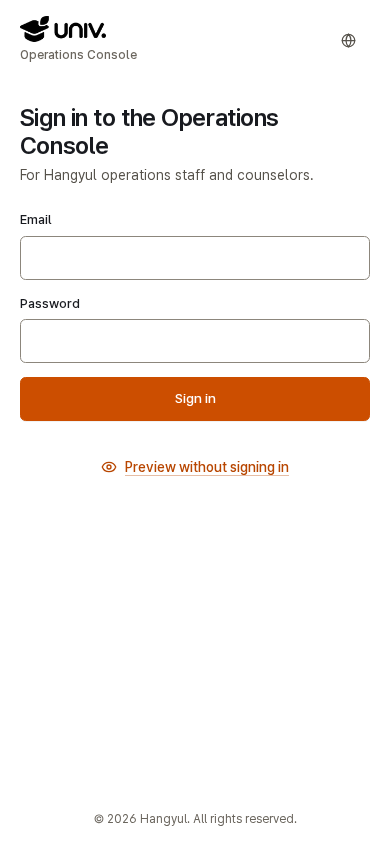 UNIV.
Operations Console
Sign in to the Operations
Console
For Hangyul operations staff and counselors.
Email
Password
Sign in
Preview without signing in
© 2026 Hangyul. All rights reserved.